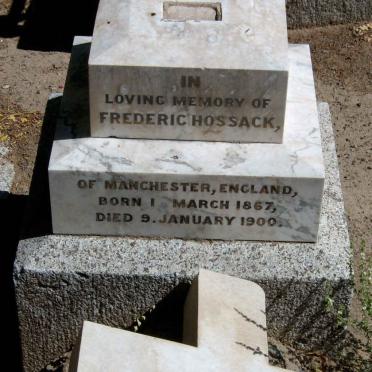 IN
LOVING MEMORY OF
FREDERIC HOSSACK,
OF MANCHESTER, ENGLAND,
BORN 1 MARCH 1867,
DIED 9. JANUARY 1900.